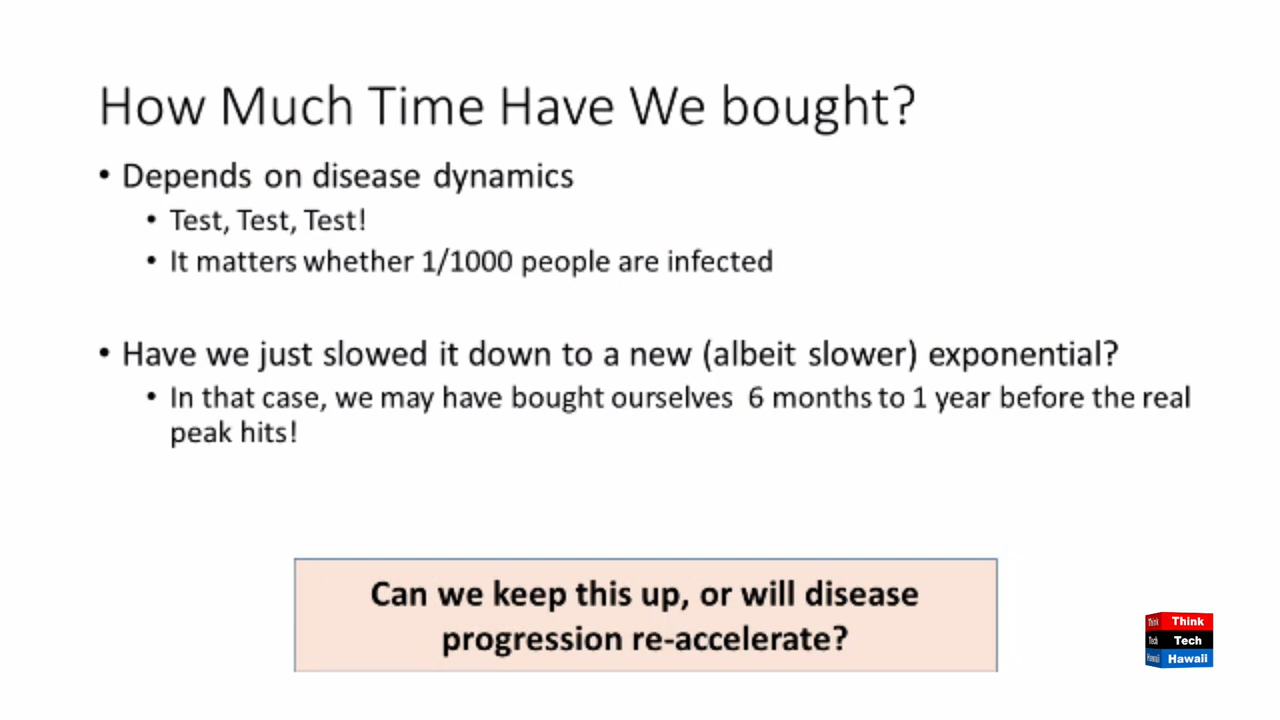 How Much Time Have We bought?
• Depends on disease dynamics
• Test, Test, Test!
• It matters whether 1/1000 people are infected
• Have we just slowed it down to a new (albeit slower) exponential?
• In that case, we may have bought ourselves 6 months to 1 year before the real
peak hits!
Can we keep this up, or will disease
progression re-accelerate?
Think Think
Tech Tech
Hawaii Hawaii